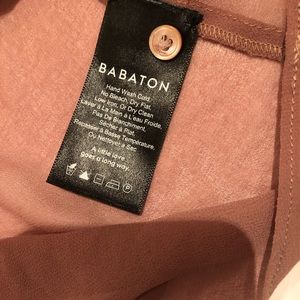 BABATON
Hand Wash Cold,
No Bleach, Dry Flat,
Low Iron, Or Dry Clean
Laver à La Main à L'eau Froide,
Pas De Blanchiment,
Sécher à Plat,
Repasser à Basse Température,
Ou Nettoyer à Sec
A little love
goes a long way.